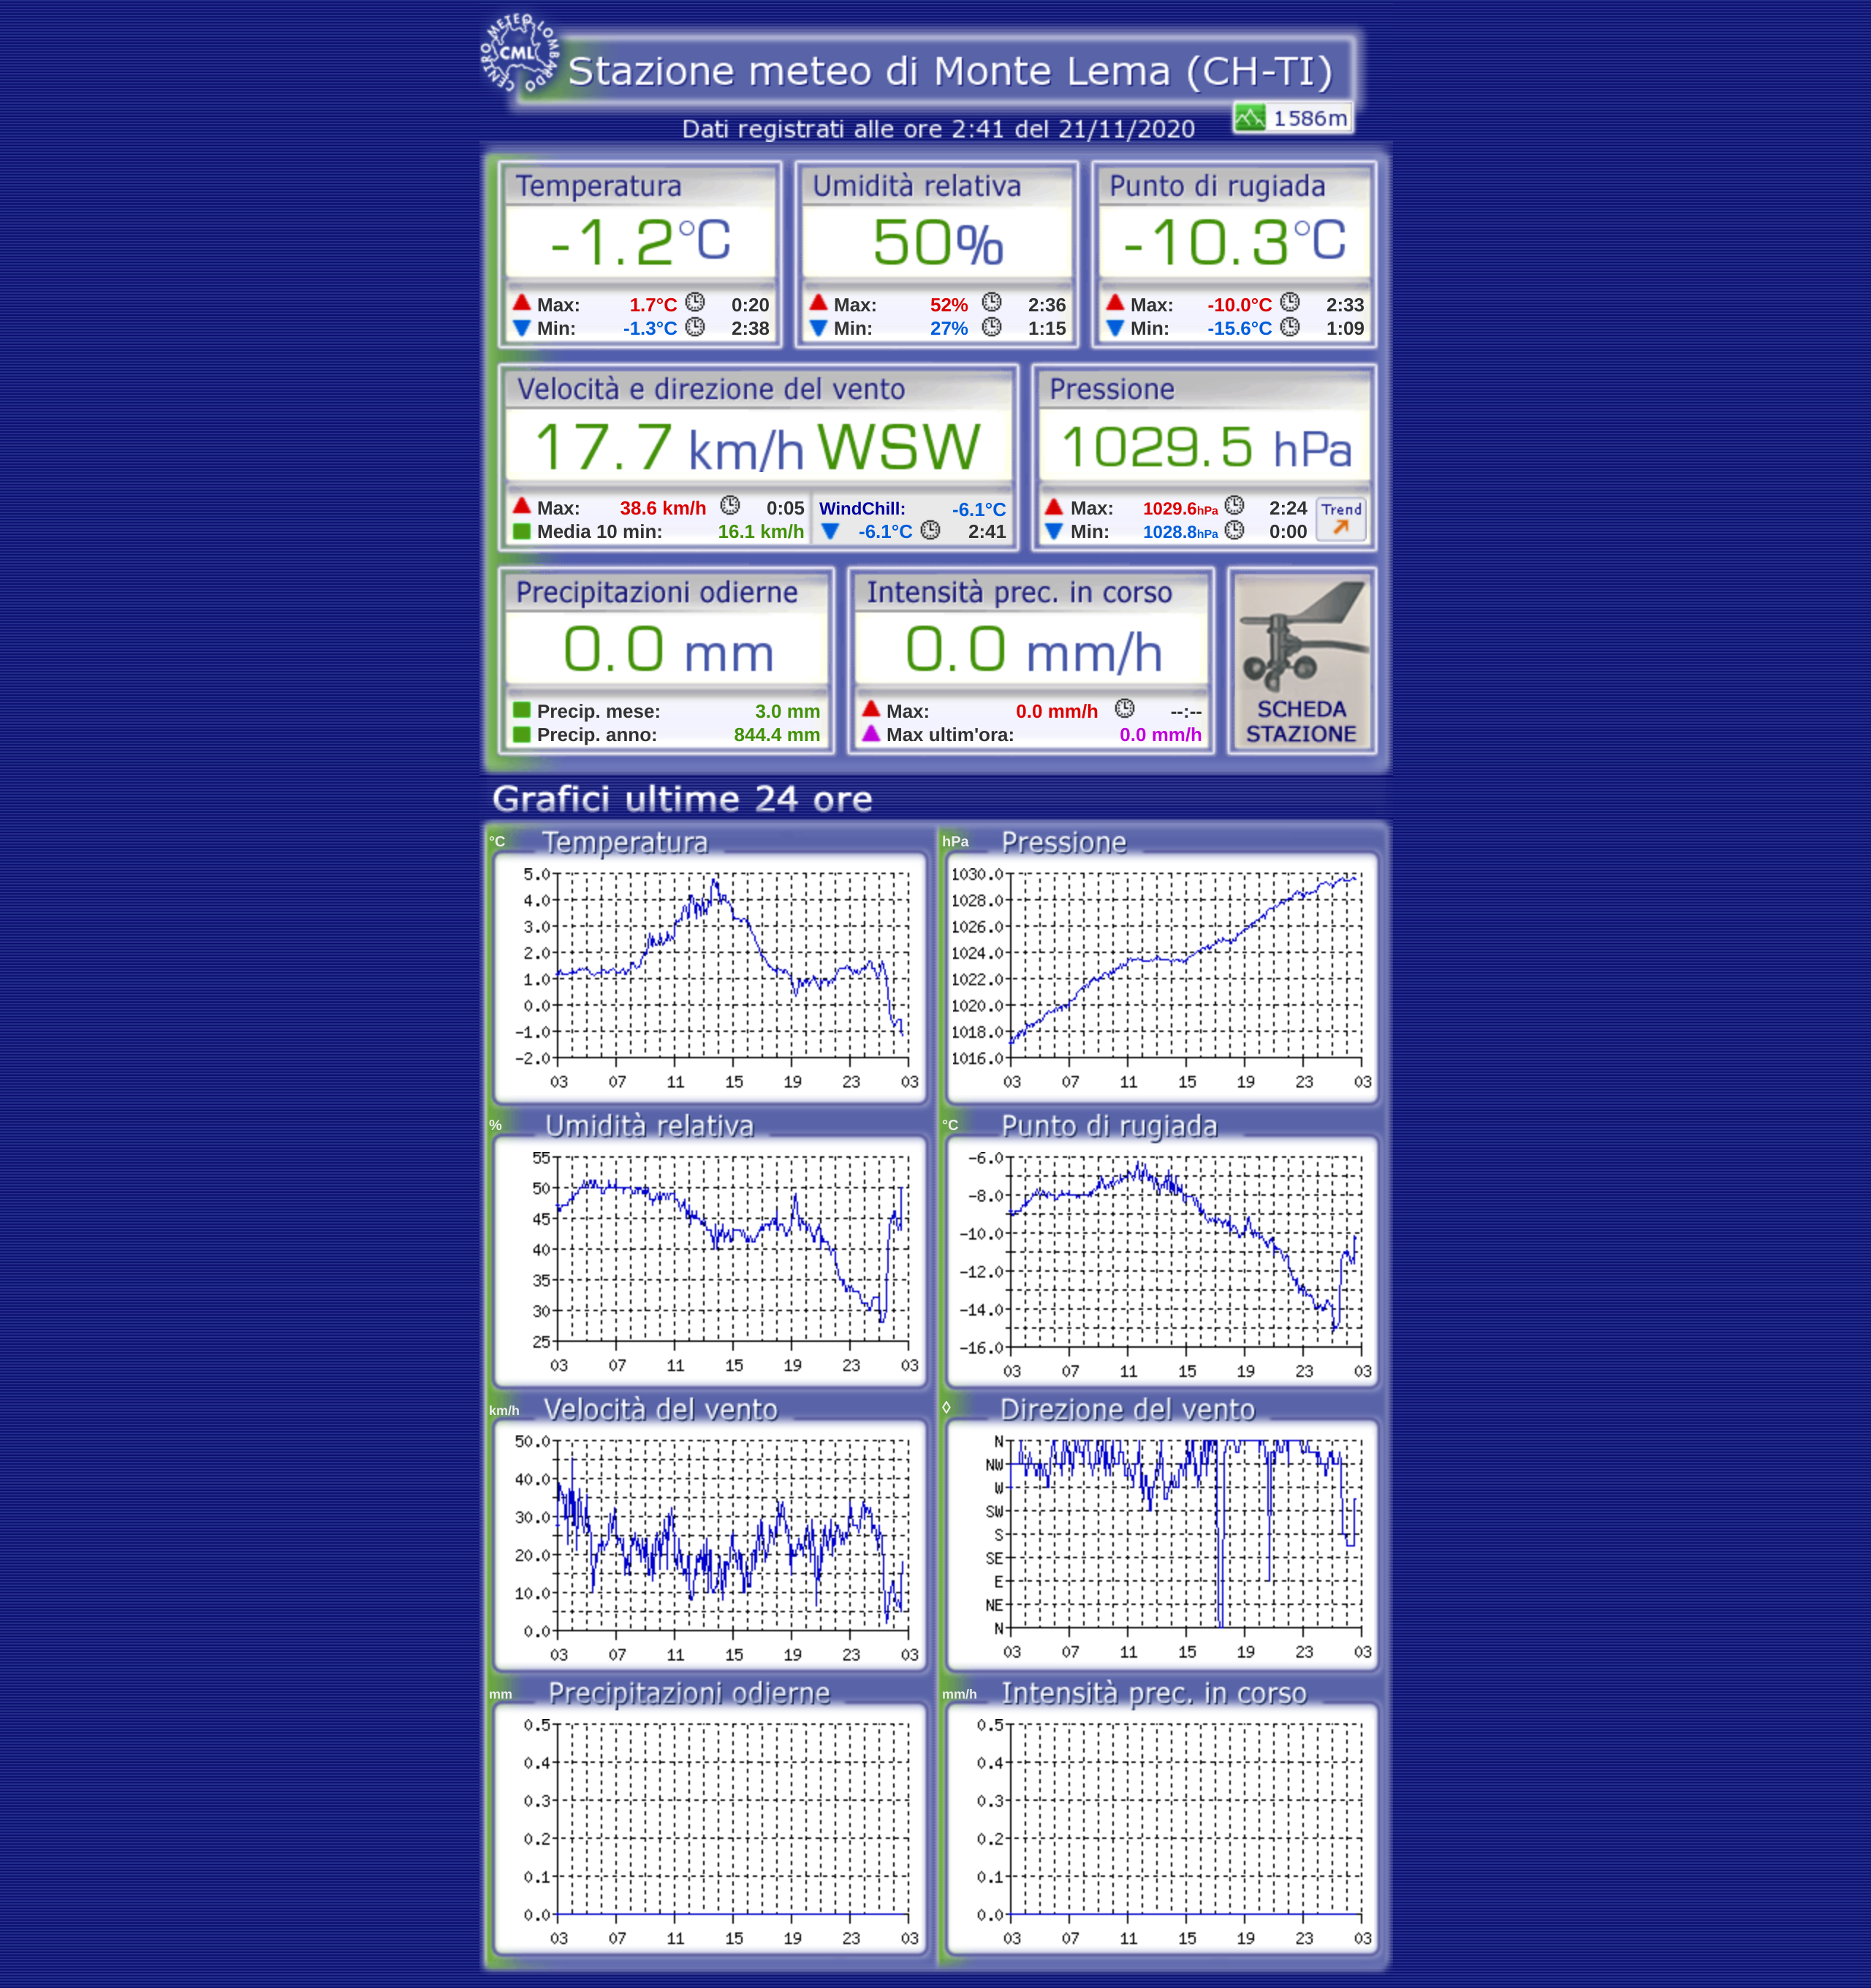 CENTRO METEO LOMBARDO
CML
Stazione meteo di Monte Lema (CH-TI)
1586m
Dati registrati alle ore 2:41 del 21/11/2020
Temperatura
-1.2°C
Max: 1.7°C 0:20
Min: -1.3°C 2:38
Umidità relativa
50%
Max: 52% 2:36
Min: 27% 1:15
Punto di rugiada
-10.3°C
Max: -10.0°C 2:33
Min: -15.6°C 1:09
Velocità e direzione del vento
17.7 km/h WSW
Max: 38.6 km/h 0:05
Media 10 min: 16.1 km/h
WindChill: -6.1°C
-6.1°C 2:41
Pressione
1029.5 hPa
Max: 1029.6hPa 2:24
Min: 1028.8hPa 0:00
Trend
Precipitazioni odierne
0.0 mm
Precip. mese: 3.0 mm
Precip. anno: 844.4 mm
Intensità prec. in corso
0.0 mm/h
Max: 0.0 mm/h --:--
Max ultim'ora: 0.0 mm/h
SCHEDA
STAZIONE
Grafici ultime 24 ore
°C Temperatura
5.0
4.0
3.0
2.0
1.0
0.0
-1.0
-2.0
03 07 11 15 19 23 03
hPa Pressione
1030.0
1028.0
1026.0
1024.0
1022.0
1020.0
1018.0
1016.0
03 07 11 15 19 23 03
% Umidità relativa
55
50
45
40
35
30
25
03 07 11 15 19 23 03
°C Punto di rugiada
-6.0
-8.0
-10.0
-12.0
-14.0
-16.0
03 07 11 15 19 23 03
km/h Velocità del vento
50.0
40.0
30.0
20.0
10.0
0.0
03 07 11 15 19 23 03
◊ Direzione del vento
N
NW
W
SW
S
SE
E
NE
N
03 07 11 15 19 23 03
mm Precipitazioni odierne
0.5
0.4
0.3
0.2
0.1
0.0
03 07 11 15 19 23 03
mm/h Intensità prec. in corso
0.5
0.4
0.3
0.2
0.1
0.0
03 07 11 15 19 23 03